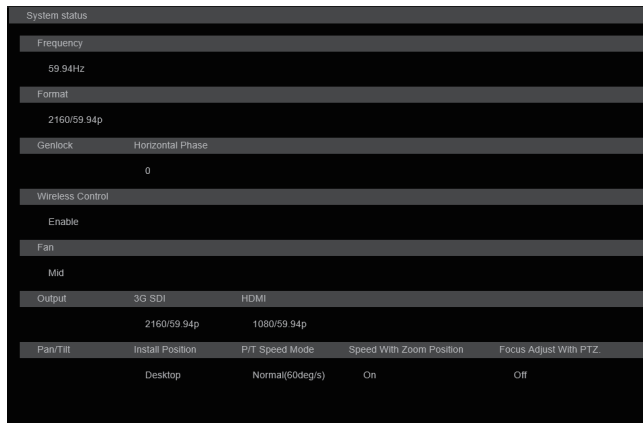 System status
Frequency
59.94Hz
Format
2160/59.94p
Genlock Horizontal Phase
0
Wireless Control
Enable
Fan
Mid
Output 3G SDI HDMI
2160/59.94p 1080/59.94p
Pan/Tilt Install Position P/T Speed Mode Speed With Zoom Position Focus Adjust With PTZ.
Desktop Normal(60deg/s) On Off